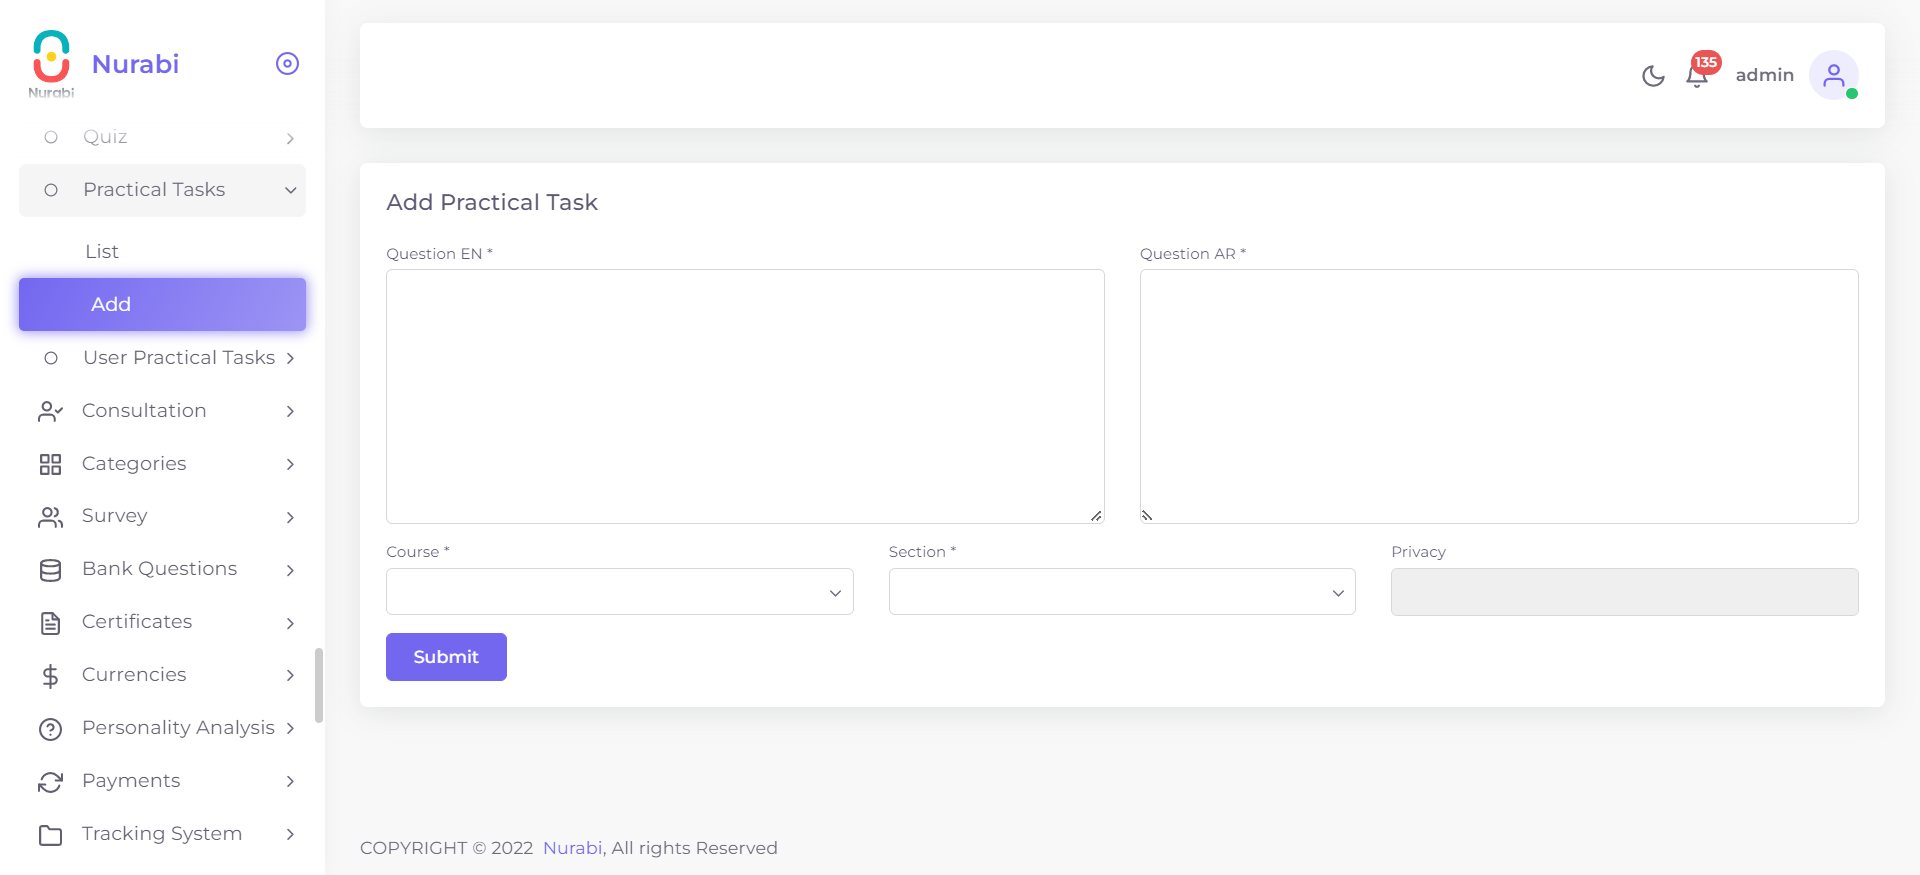 Nurabi
Nurabi
Quiz
Practical Tasks
List
Add
User Practical Tasks
Consultation
Categories
Survey
Bank Questions
Certificates
Currencies
Personality Analysis
Payments
Tracking System
135
admin
Add Practical Task
Question EN *
Question AR *
Course *
Section *
Privacy
Submit
COPYRIGHT © 2022 Nurabi, All rights Reserved